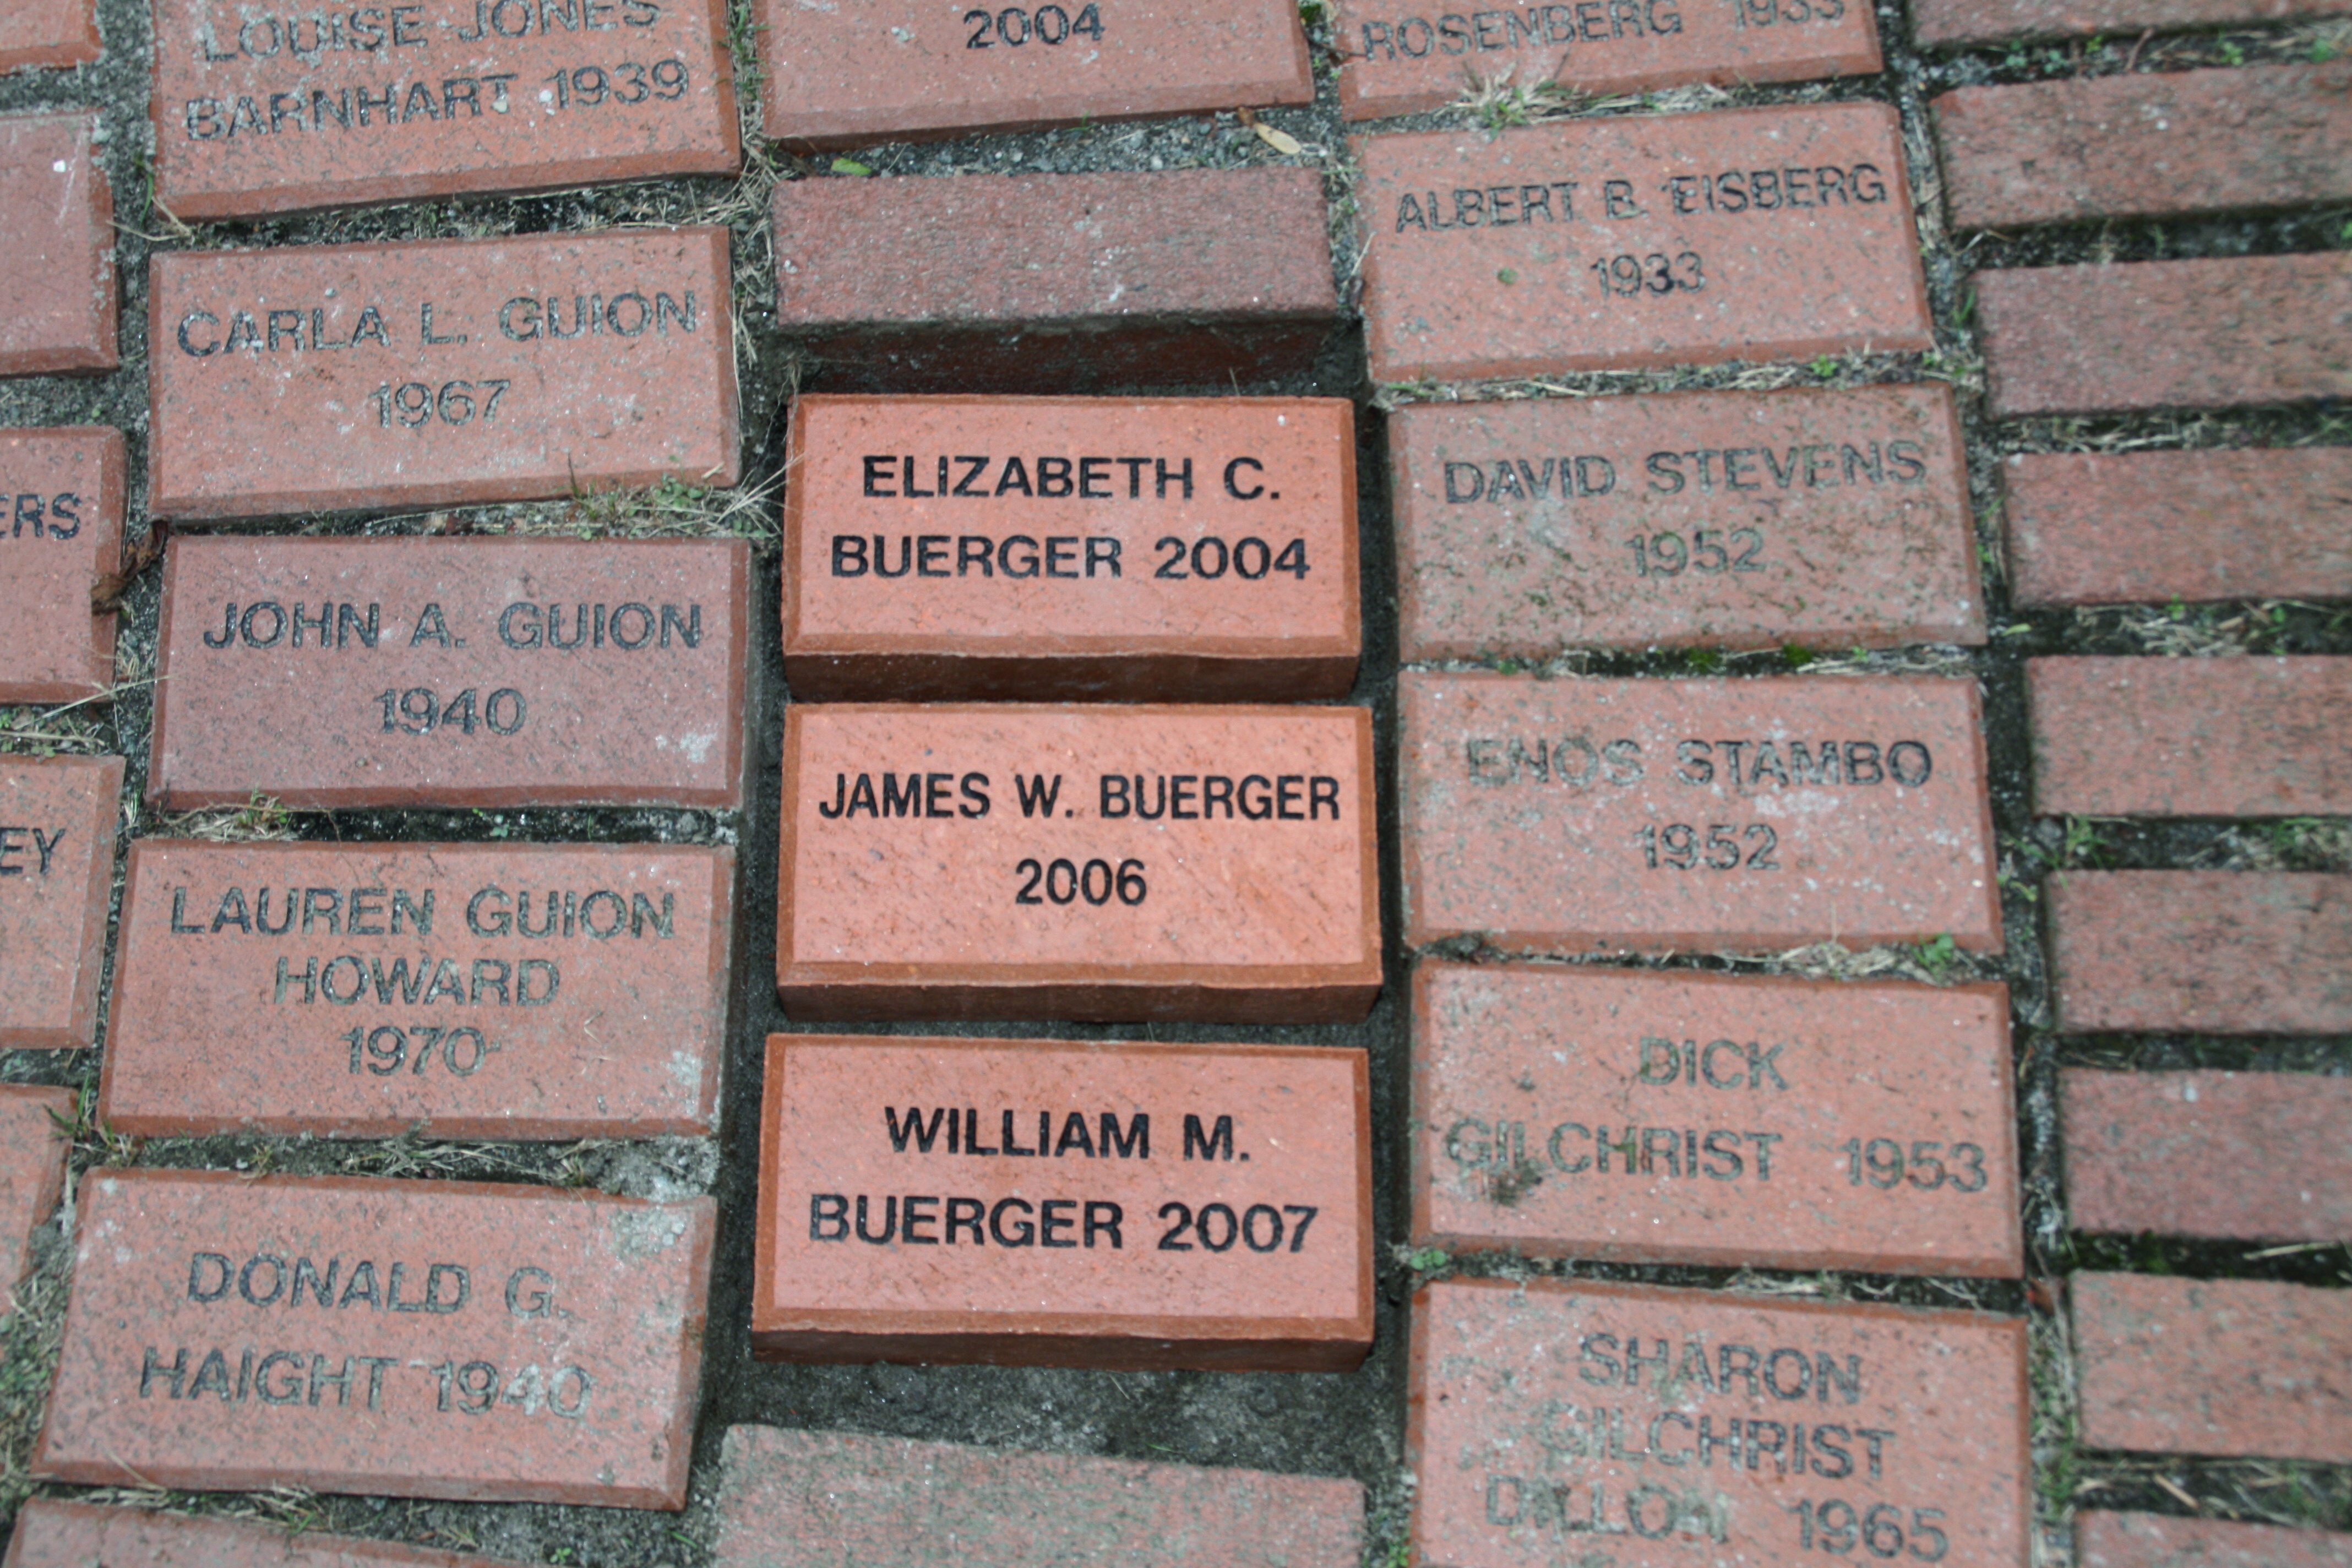 LOUISE JONES
BARNHART 1939
CARLA L. GUION
1967
JOHN A. GUION
1940
LAUREN GUION
HOWARD
1970
DONALD G.
HAIGHT 1940
2004
ELIZABETH C.
BUERGER 2004
JAMES W. BUERGER
2006
WILLIAM M.
BUERGER 2007
ROSENBERG 1933
ALBERT B. EISBERG
1933
DAVID STEVENS
1952
ENOS STAMBO
1952
DICK
GILCHRIST 1953
SHARON
GILCHRIST
DILLON 1965